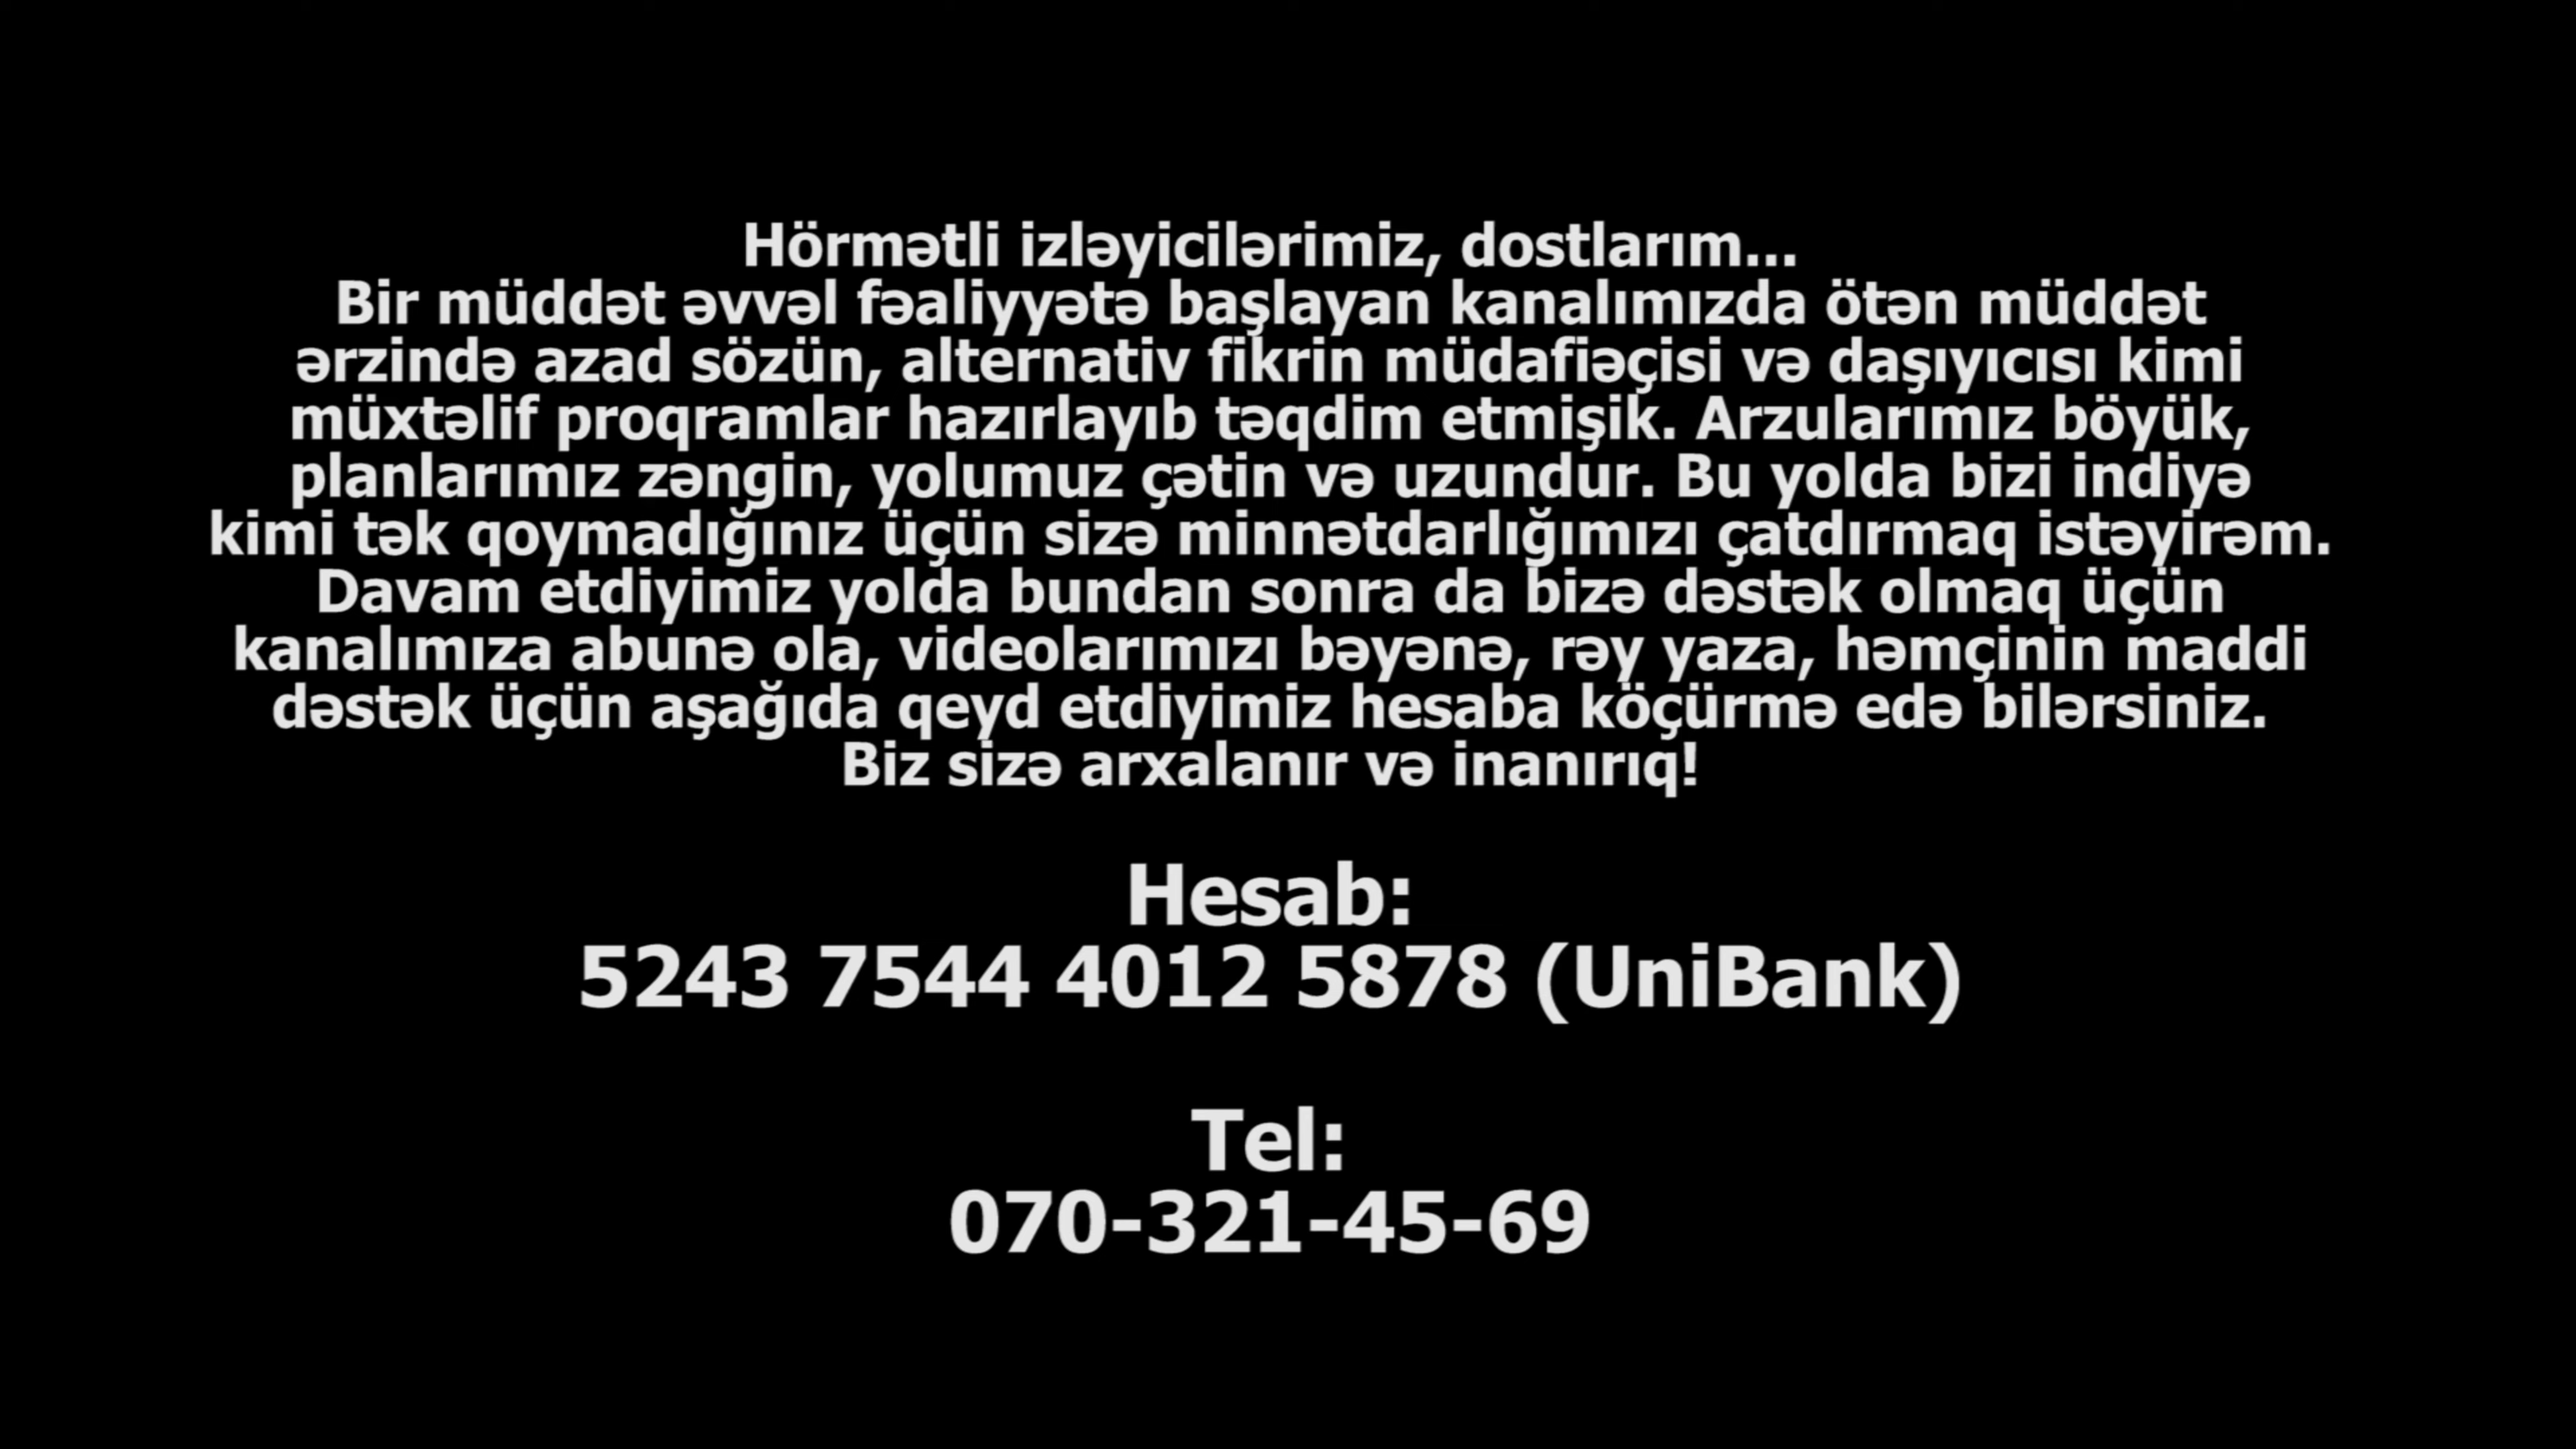 Hörmətli izləyicilərimiz, dostlarım...
Bir müddət əvvəl fəaliyyətə başlayan kanalımızda ötən müddət
ərzində azad sözün, alternativ fikrin müdafiəçisi və daşıyıcısı kimi
müxtəlif proqramlar hazırlayıb təqdim etmişik. Arzularımız böyük,
planlarımız zəngin, yolumuz çətin və uzundur. Bu yolda bizi indiyə
kimi tək qoymadığınız üçün sizə minnətdarlığımızı çatdırmaq istəyirəm.
Davam etdiyimiz yolda bundan sonra da bizə dəstək olmaq üçün
kanalımıza abunə ola, videolarımızı bəyənə, rəy yaza, həmçinin maddi
dəstək üçün aşağıda qeyd etdiyimiz hesaba köçürmə edə bilərsiniz.
Biz sizə arxalanır və inanırıq!
Hesab:
5243 7544 4012 5878 (UniBank)
Tel:
070-321-45-69